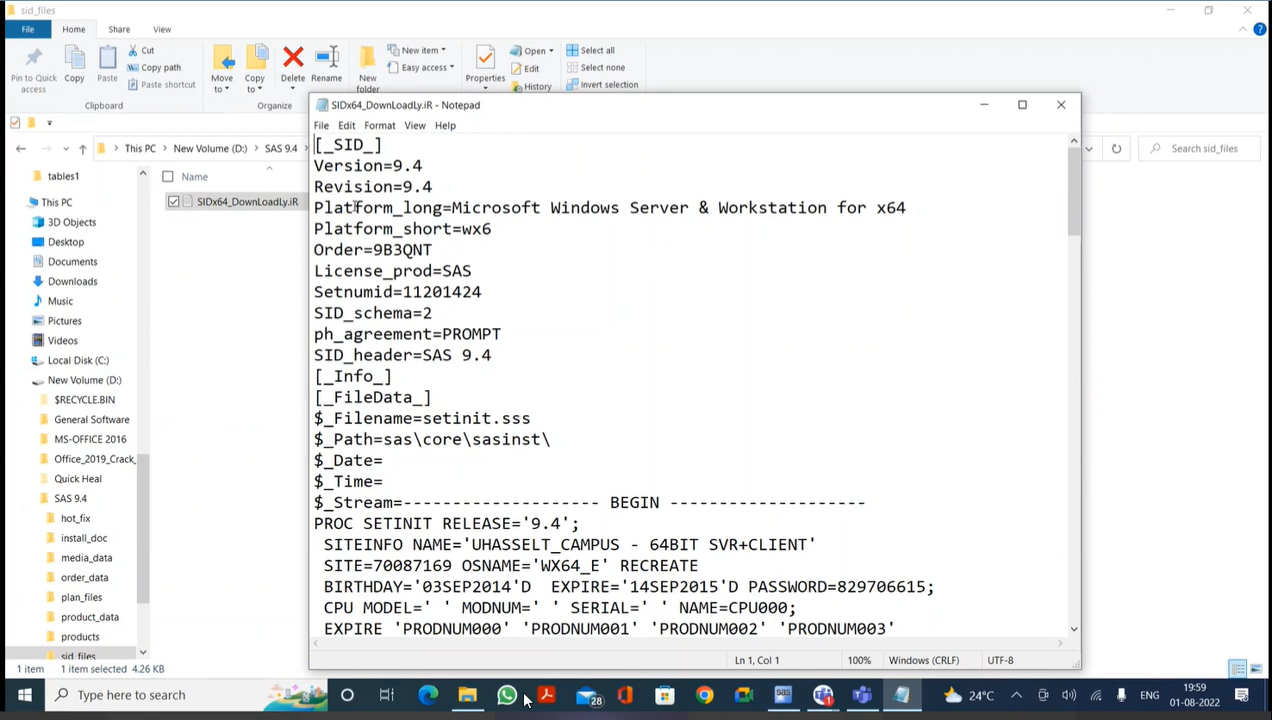 sid_files
File Home Share View
Pin to Quick access
Copy
Paste
Cut
Copy path
Paste shortcut
Clipboard
Move to
Copy to
Delete
Rename
Organize
New folder
New item
Easy access
Properties
Open
Edit
History
Select all
Select none
Invert selection
This PC New Volume (D:) SAS 9.4
Search sid_files
tables1
This PC
3D Objects
Desktop
Documents
Downloads
Music
Pictures
Videos
Local Disk (C:)
New Volume (D:)
$RECYCLE.BIN
General Software
MS-OFFICE 2016
Office_2019_Crack_
Quick Heal
SAS 9.4
hot_fix
install_doc
media_data
order_data
plan_files
product_data
products
sid_files
Name
SIDx64_DownLoadLy.iR
1 item 1 item selected 4.26 KB
SIDx64_DownLoadLy.iR - Notepad
File Edit Format View Help
[_SID_]
Version=9.4
Revision=9.4
Platform_long=Microsoft Windows Server & Workstation for x64
Platform_short=wx6
Order=9B3QNT
License_prod=SAS
Setnumid=11201424
SID_schema=2
ph_agreement=PROMPT
SID_header=SAS 9.4
[_Info_]
[_FileData_]
$_Filename=setinit.sss
$_Path=sas\core\sasinst\
$_Date=
$_Time=
$_Stream=-------------------- BEGIN --------------------
PROC SETINIT RELEASE='9.4';
SITEINFO NAME='UHASSELT_CAMPUS - 64BIT SVR+CLIENT'
SITE=70087169 OSNAME='WX64_E' RECREATE
BIRTHDAY='03SEP2014'D EXPIRE='14SEP2015'D PASSWORD=829706615;
CPU MODEL=' ' MODNUM=' ' SERIAL=' ' NAME=CPU000;
EXPIRE 'PRODNUM000' 'PRODNUM001' 'PRODNUM002' 'PRODNUM003'
Ln 1, Col 1 100% Windows (CRLF) UTF-8
Type here to search
28
sas
1
24°C
ENG
19:59
01-08-2022